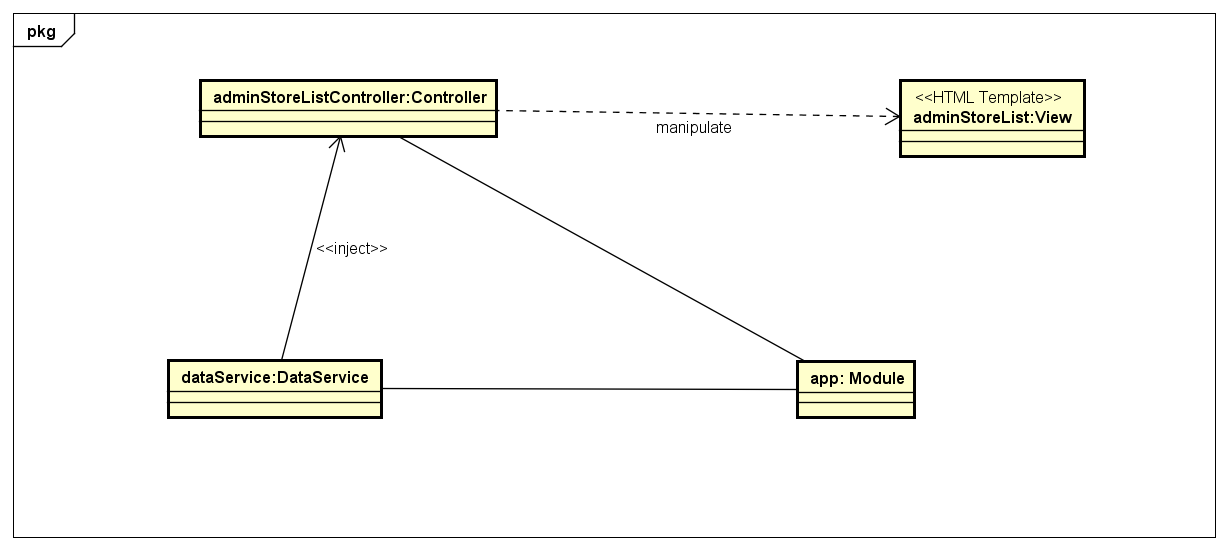 pkg
adminStoreListController:Controller
<<HTML Template>>
adminStoreList:View
manipulate
<<inject>>
dataService:DataService
app: Module